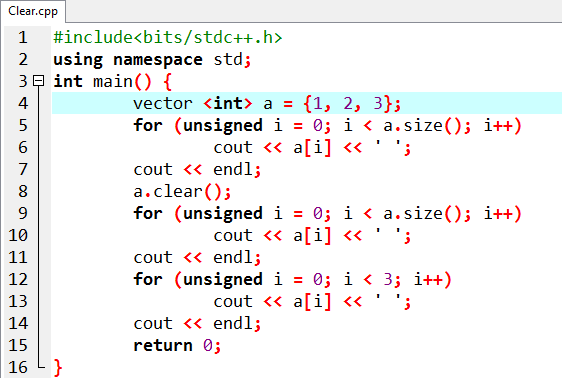 Clear.cpp
1 #include<bits/stdc++.h>
2 using namespace std;
3 int main() {
4 vector <int> a = {1, 2, 3};
5 for (unsigned i = 0; i < a.size(); i++)
6 cout << a[i] << ' ';
7 cout << endl;
8 a.clear();
9 for (unsigned i = 0; i < a.size(); i++)
10 cout << a[i] << ' ';
11 cout << endl;
12 for (unsigned i = 0; i < 3; i++)
13 cout << a[i] << ' ';
14 cout << endl;
15 return 0;
16 }